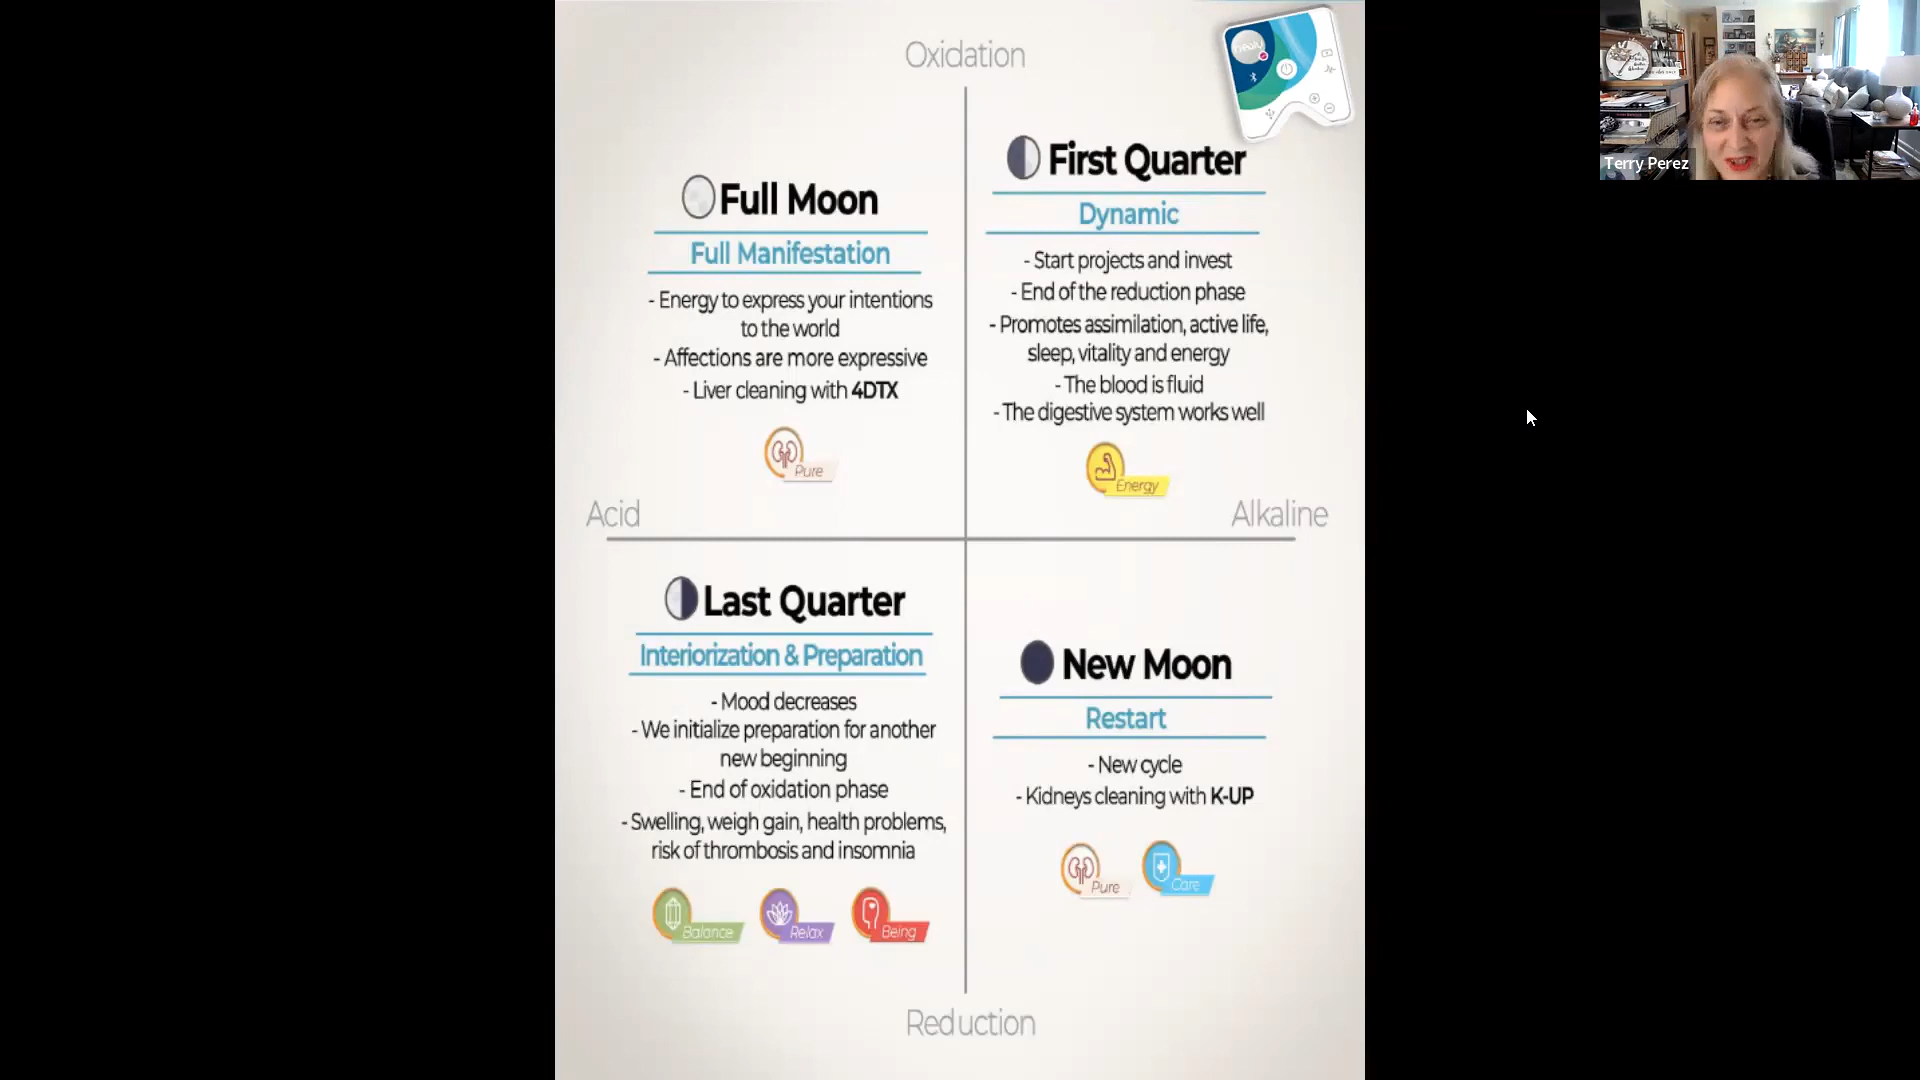 Oxidation
healy
Full Moon
Full Manifestation
- Energy to express your intentions
to the world
- Affections are more expressive
- Liver cleaning with 4DTX
Pure
First Quarter
Dynamic
- Start projects and invest
- End of the reduction phase
- Promotes assimilation, active life,
sleep, vitality and energy
- The blood is fluid
- The digestive system works well
Energy
Acid
Alkaline
Last Quarter
Interiorization & Preparation
- Mood decreases
- We initialize preparation for another
new beginning
- End of oxidation phase
- Swelling, weigh gain, health problems,
risk of thrombosis and insomnia
Balance
Relax
Being
New Moon
Restart
- New cycle
- Kidneys cleaning with K-UP
Pure
Care
Reduction
Terry Perez